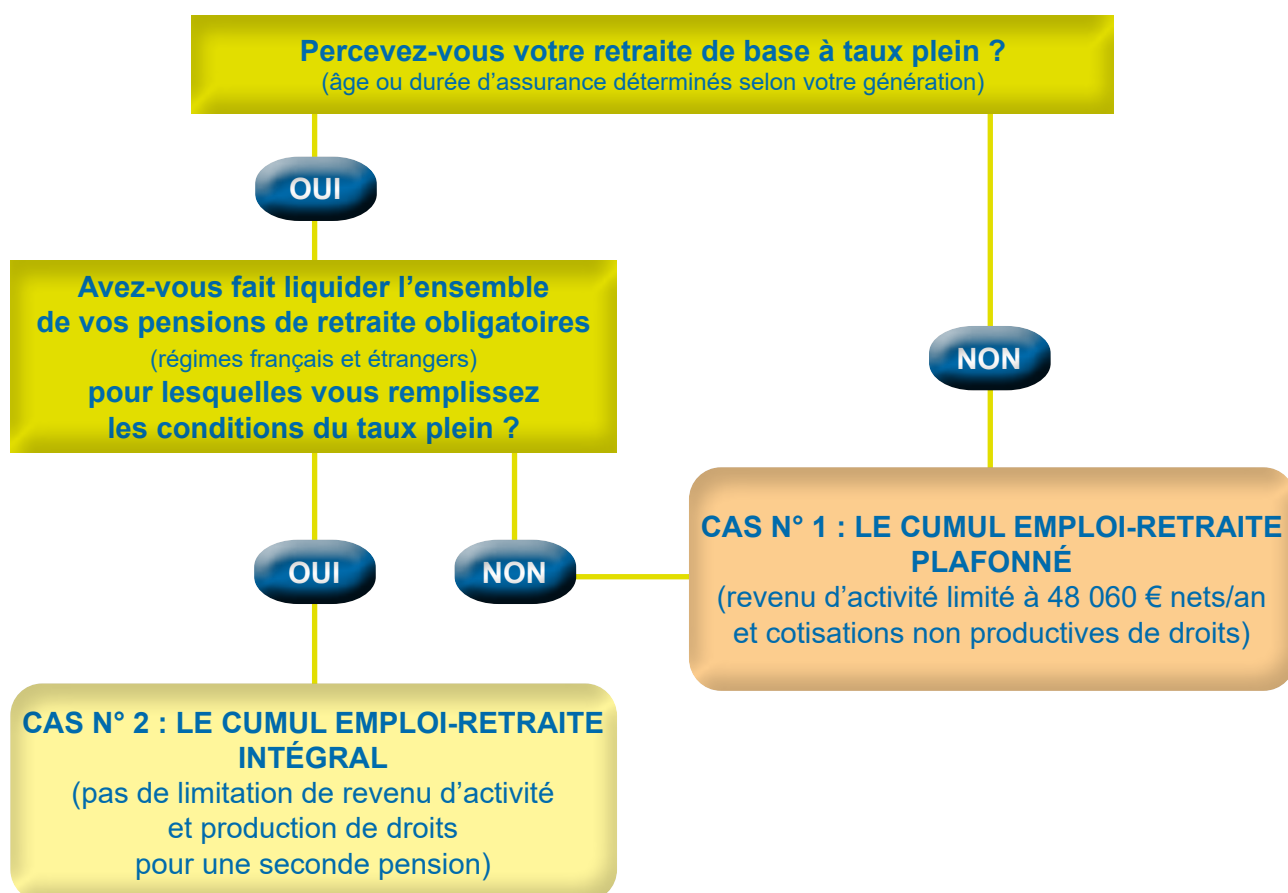 Percevez-vous votre retraite de base à taux plein ?
(âge ou durée d’assurance déterminés selon votre génération)
OUI
Avez-vous fait liquider l’ensemble
de vos pensions de retraite obligatoires
(régimes français et étrangers)
pour lesquelles vous remplissez
les conditions du taux plein ?
NON
OUI
NON
CAS N° 1 : LE CUMUL EMPLOI-RETRAITE
PLAFONNÉ
(revenu d’activité limité à 48 060 € nets/an
et cotisations non productives de droits)
CAS N° 2 : LE CUMUL EMPLOI-RETRAITE
INTÉGRAL
(pas de limitation de revenu d’activité
et production de droits
pour une seconde pension)